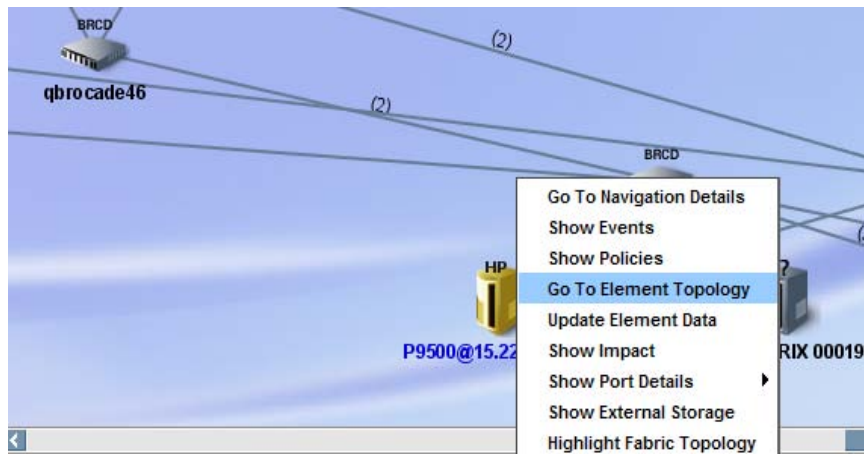 BRCD
qbrocade46
(2)
(2)
BRCD
HP
?
P9500@15.22
RIX 00019
Go To Navigation Details
Show Events
Show Policies
Go To Element Topology
Update Element Data
Show Impact
Show Port Details
Show External Storage
Highlight Fabric Topology